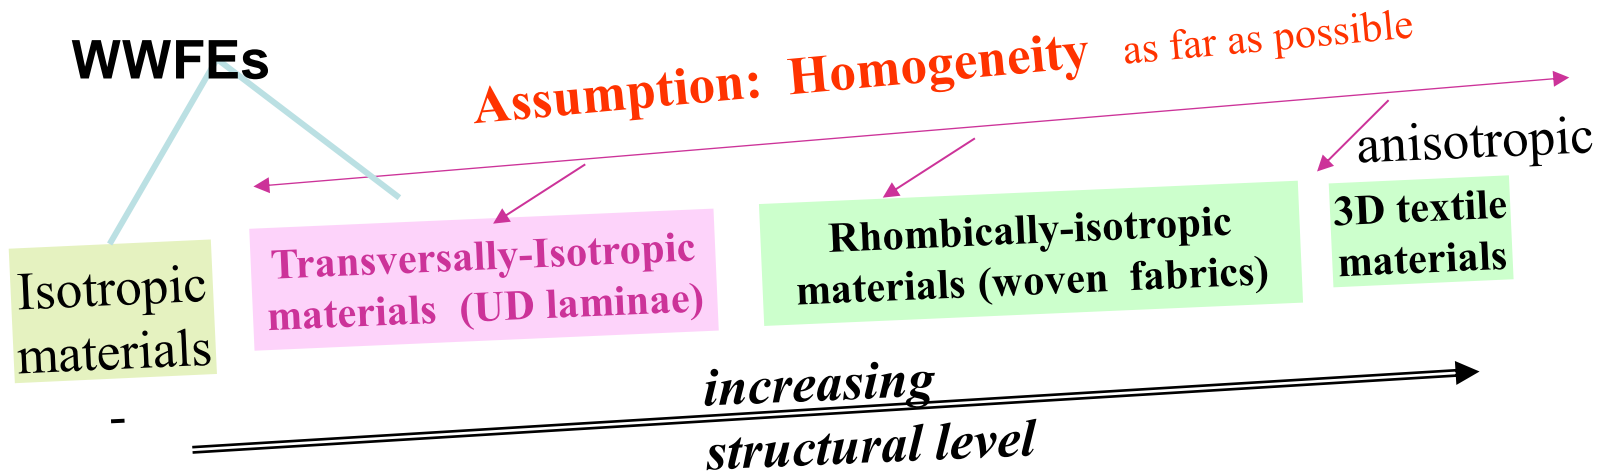 WWFEs
Assumption: Homogeneity as far as possible
anisotropic
Isotropic
materials
-
Transversally-Isotropic
materials (UD laminae)
Rhombically-isotropic
materials (woven fabrics)
3D textile
materials
increasing
structural level